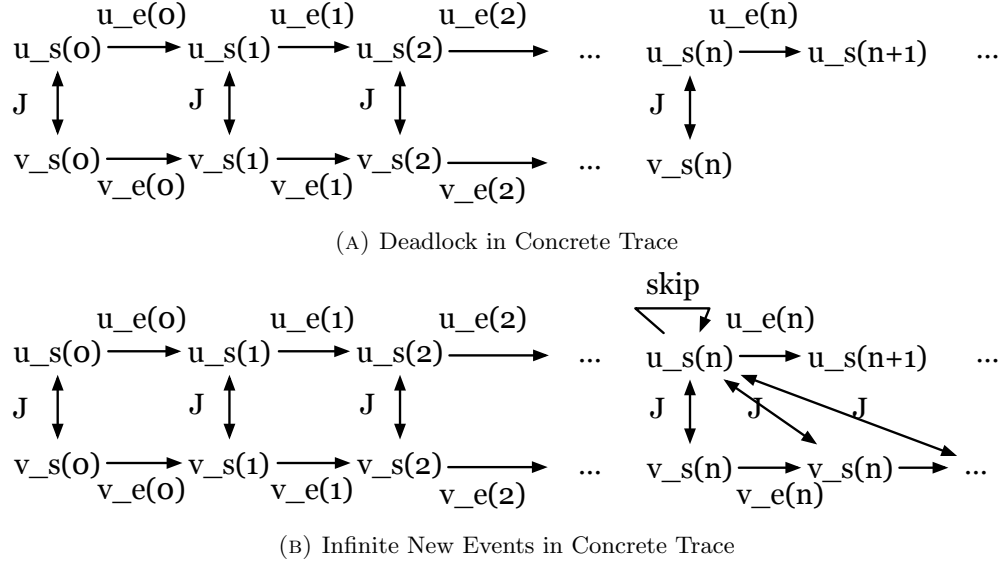 u_e(0) u_e(1) u_e(2) u_e(n)
u_s(0) u_s(1) u_s(2) ... u_s(n) u_s(n+1) ...
J J J J
v_s(0) v_s(1) v_s(2) ... v_s(n)
v_e(0) v_e(1) v_e(2)
(A) Deadlock in Concrete Trace
skip
u_e(0) u_e(1) u_e(2) u_e(n)
u_s(0) u_s(1) u_s(2) ... u_s(n) u_s(n+1) ...
J J J J J J
v_s(0) v_s(1) v_s(2) ... v_s(n) v_s(n) ...
v_e(0) v_e(1) v_e(2) v_e(n)
(B) Infinite New Events in Concrete Trace